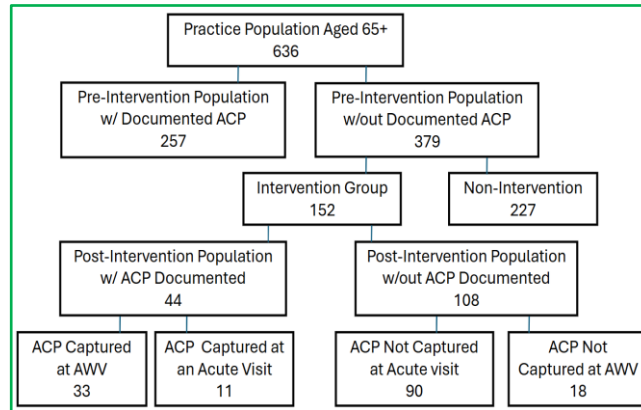 Practice Population Aged 65+
636
Pre-Intervention Population
w/ Documented ACP
257
Pre-Intervention Population
w/out Documented ACP
379
Intervention Group
152
Non-Intervention
227
Post-Intervention Population
w/ ACP Documented
44
Post-Intervention Population
w/out ACP Documented
108
ACP Captured
at AWV
33
ACP Captured at
an Acute Visit
11
ACP Not Captured
at Acute visit
90
ACP Not
Captured at AWV
18